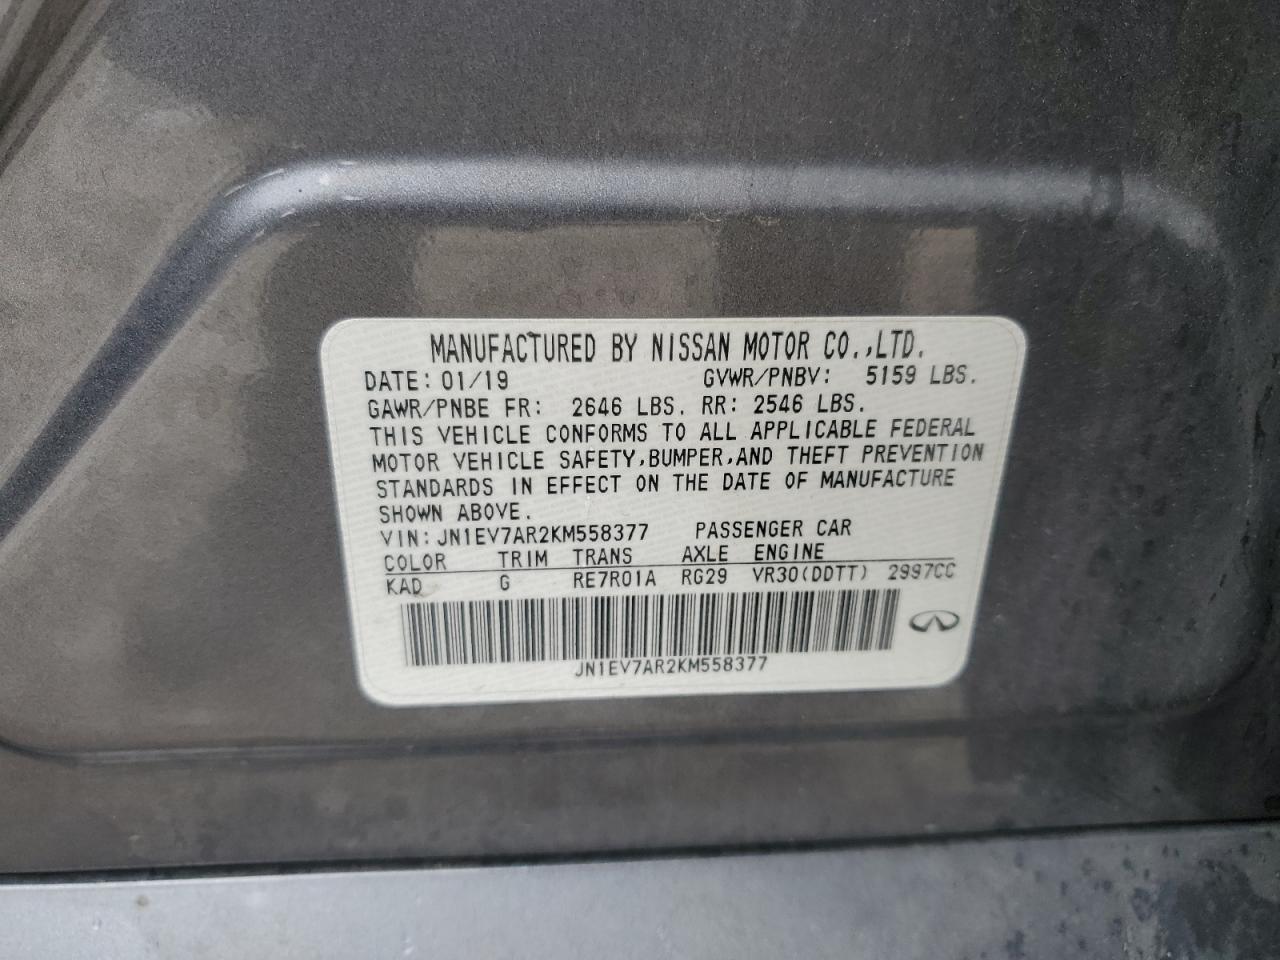 MANUFACTURED BY NISSAN MOTOR CO.,LTD.
DATE: 01/19 GVWR/PNBV: 5159 LBS.
GAWR/PNBE FR: 2646 LBS. RR: 2546 LBS.
THIS VEHICLE CONFORMS TO ALL APPLICABLE FEDERAL
MOTOR VEHICLE SAFETY,BUMPER,AND THEFT PREVENTION
STANDARDS IN EFFECT ON THE DATE OF MANUFACTURE
SHOWN ABOVE.
VIN: JN1EV7AR2KM558377 PASSENGER CAR
COLOR TRIM TRANS AXLE ENGINE
KAD G RE7R01A RG29 VR30(DDTT) 2997CC
JN1EV7AR2KM558377